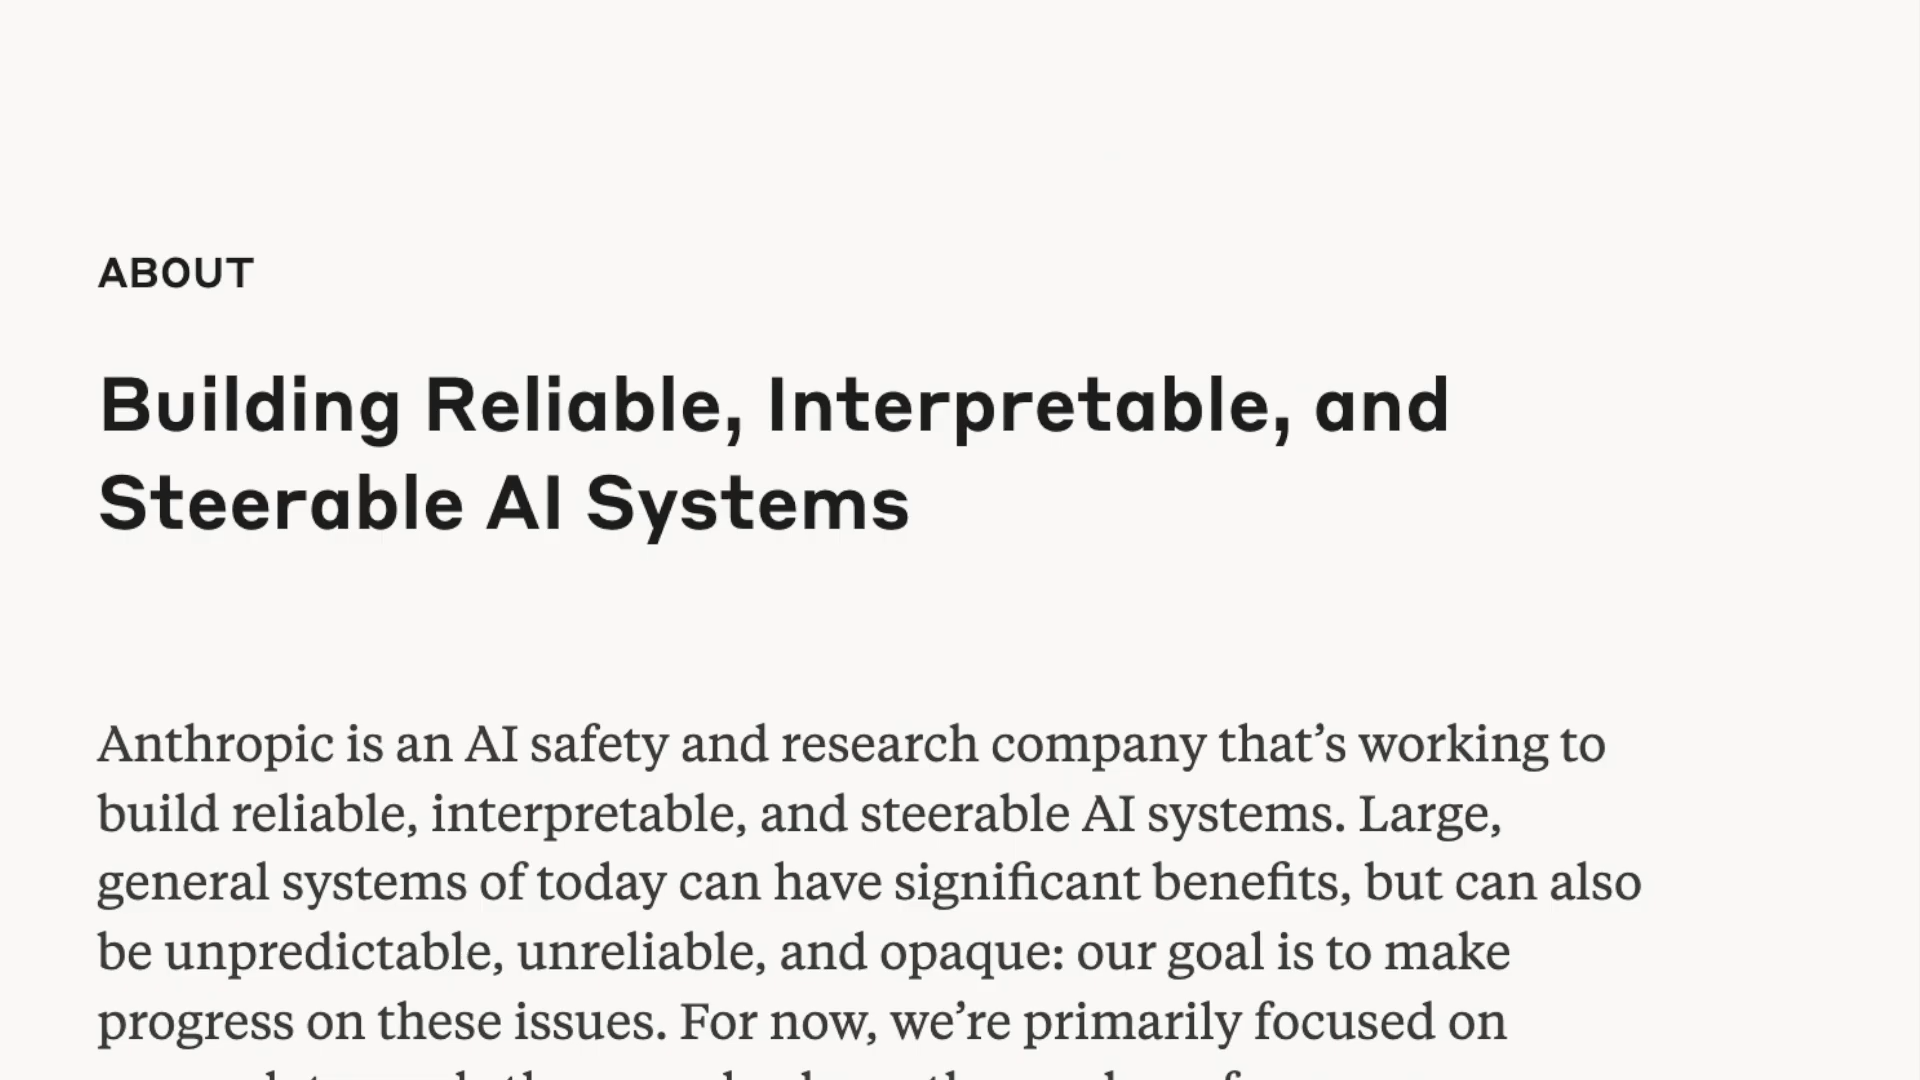 ABOUT
Building Reliable, Interpretable, and
Steerable AI Systems
Anthropic is an AI safety and research company that’s working to
build reliable, interpretable, and steerable AI systems. Large,
general systems of today can have significant benefits, but can also
be unpredictable, unreliable, and opaque: our goal is to make
progress on these issues. For now, we’re primarily focused on